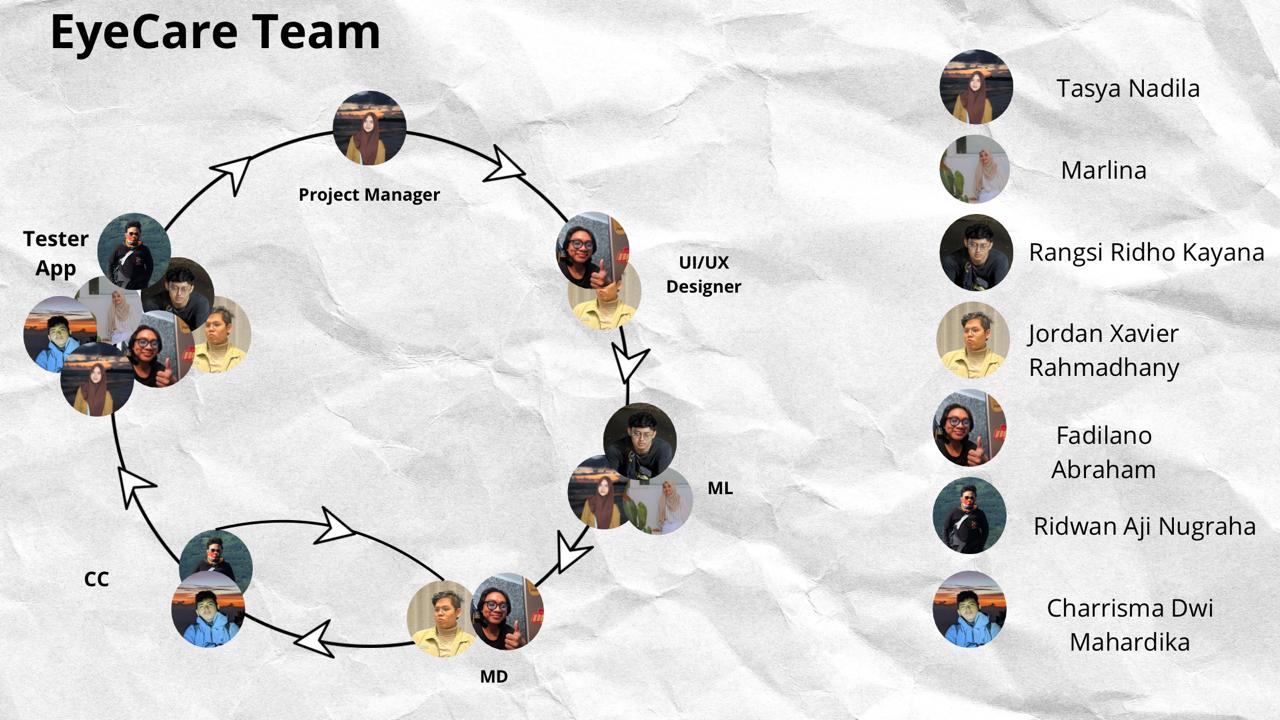 EyeCare Team
Project Manager
UI/UX
Designer
ML
MD
CC
Tester
App
Tasya Nadila
Marlina
Rangsi Ridho Kayana
Jordan Xavier
Rahmadhany
Fadilano
Abraham
Ridwan Aji Nugraha
Charrisma Dwi
Mahardika